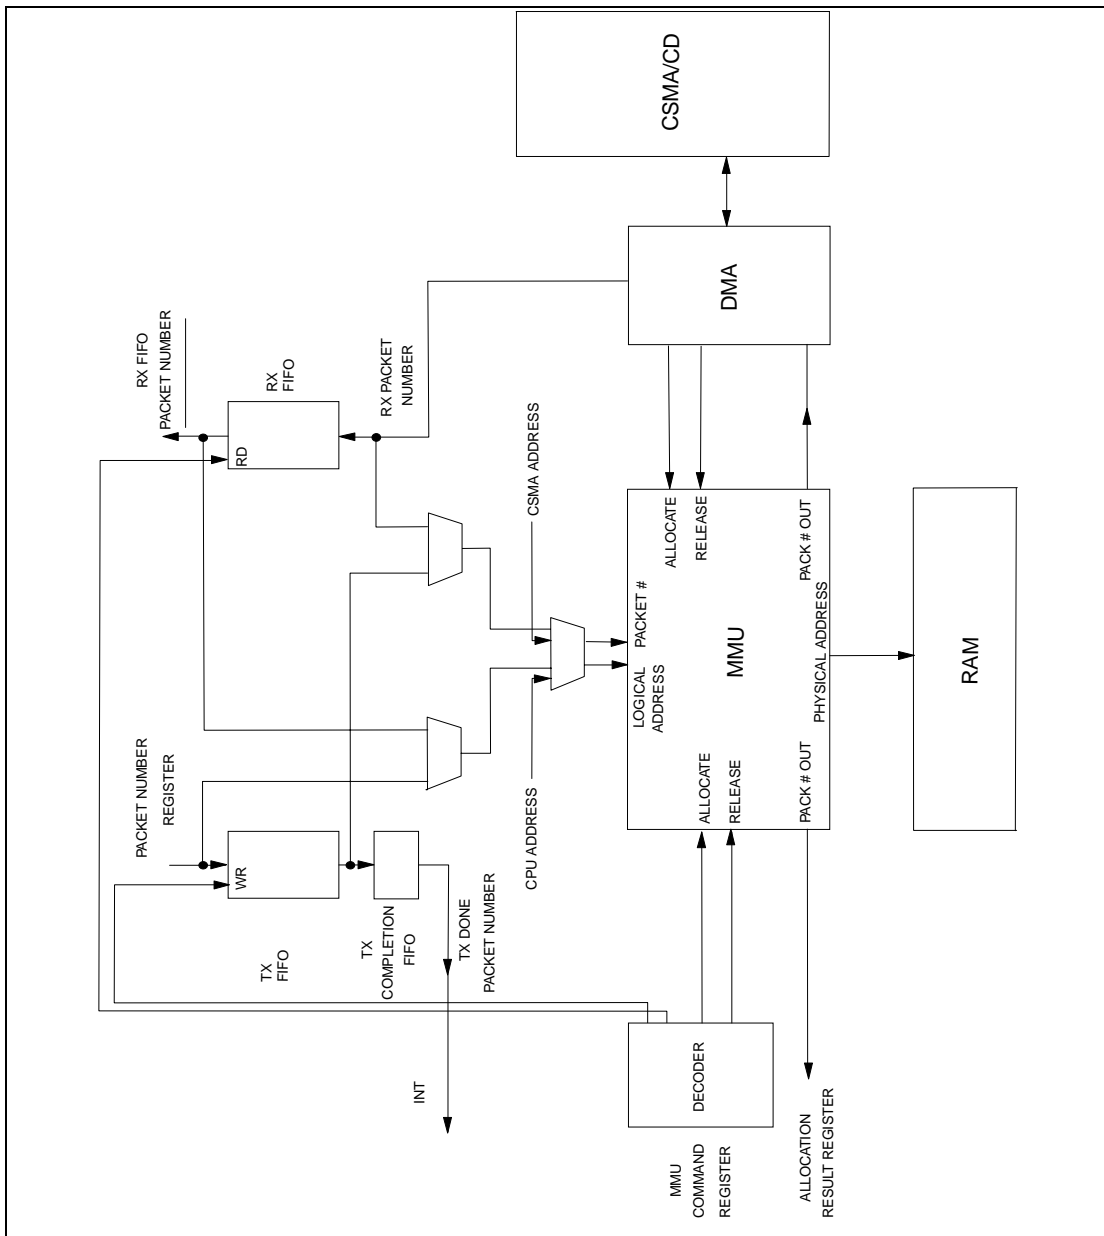 CSMA/CD
DMA
RX FIFO
PACKET NUMBER
RX
FIFO
RD
RX PACKET
NUMBER
CSMA ADDRESS
ALLOCATE
RELEASE
PACK # OUT
PACKET #
LOGICAL
ADDRESS
MMU
PHYSICAL ADDRESS
RAM
PACKET NUMBER
REGISTER
WR
TX
FIFO
TX
COMPLETION
FIFO
TX DONE
PACKET NUMBER
CPU ADDRESS
ALLOCATE
RELEASE
PACK # OUT
INT
DECODER
MMU
COMMAND
REGISTER
ALLOCATION
RESULT REGISTER